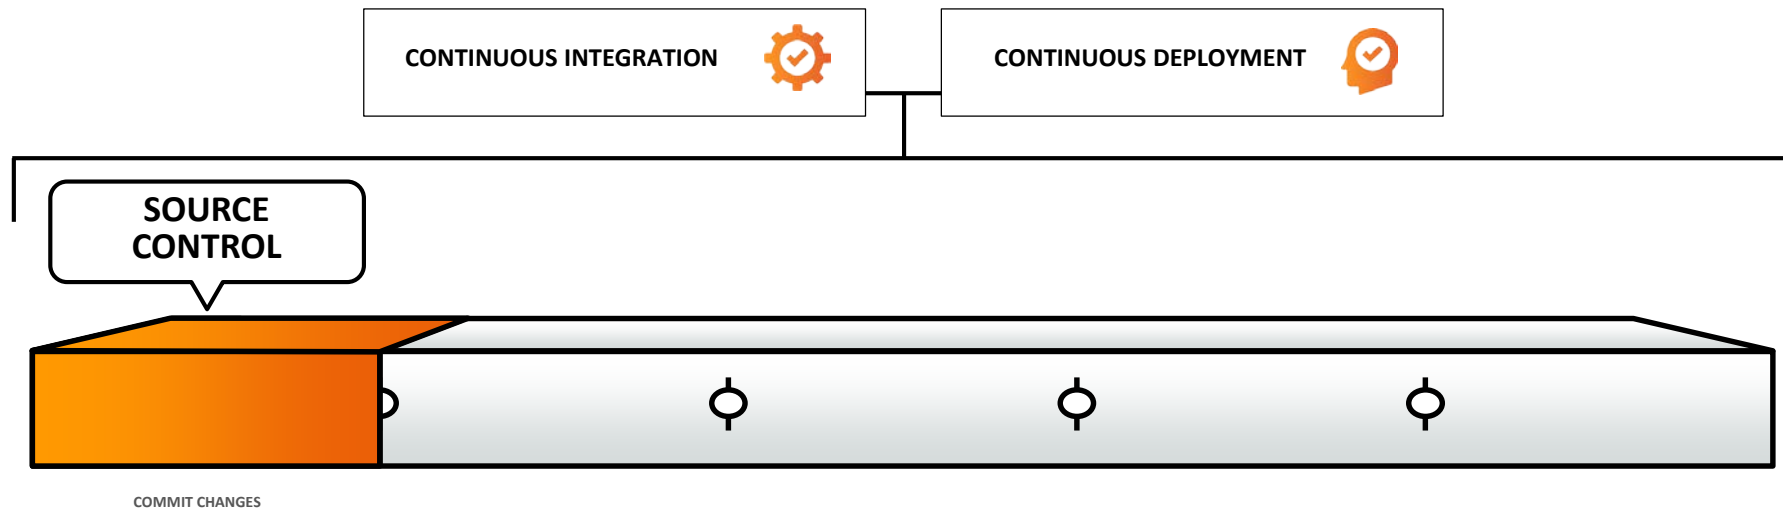 CONTINUOUS INTEGRATION
CONTINUOUS DEPLOYMENT
SOURCE
CONTROL
COMMIT CHANGES